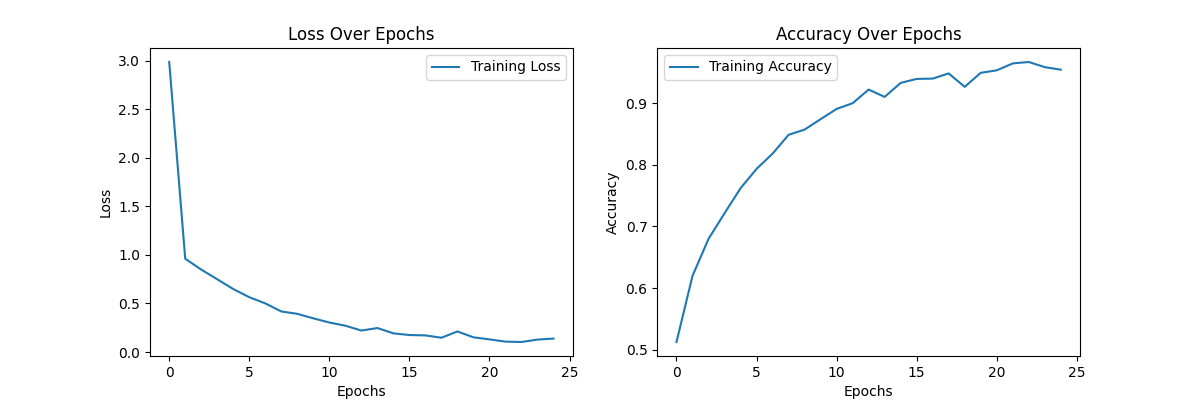 Loss Over Epochs
Training Loss
3.0
2.5
2.0
1.5
1.0
0.5
0.0
Loss
0 5 10 15 20 25
Epochs
Accuracy Over Epochs
Training Accuracy
0.9
0.8
0.7
0.6
0.5
Accuracy
0 5 10 15 20 25
Epochs